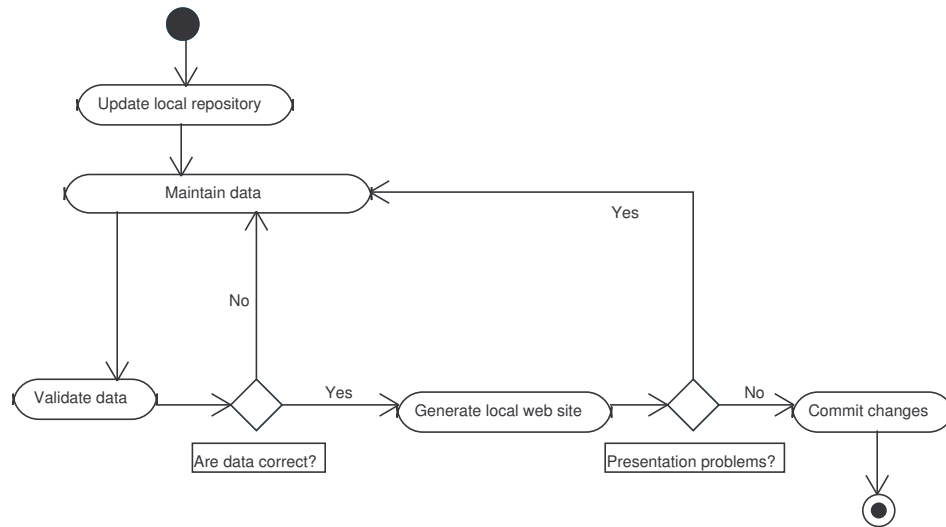 Update local repository
Maintain data
Yes
No
Validate data
Yes
Generate local web site
No
Commit changes
Are data correct?
Presentation problems?